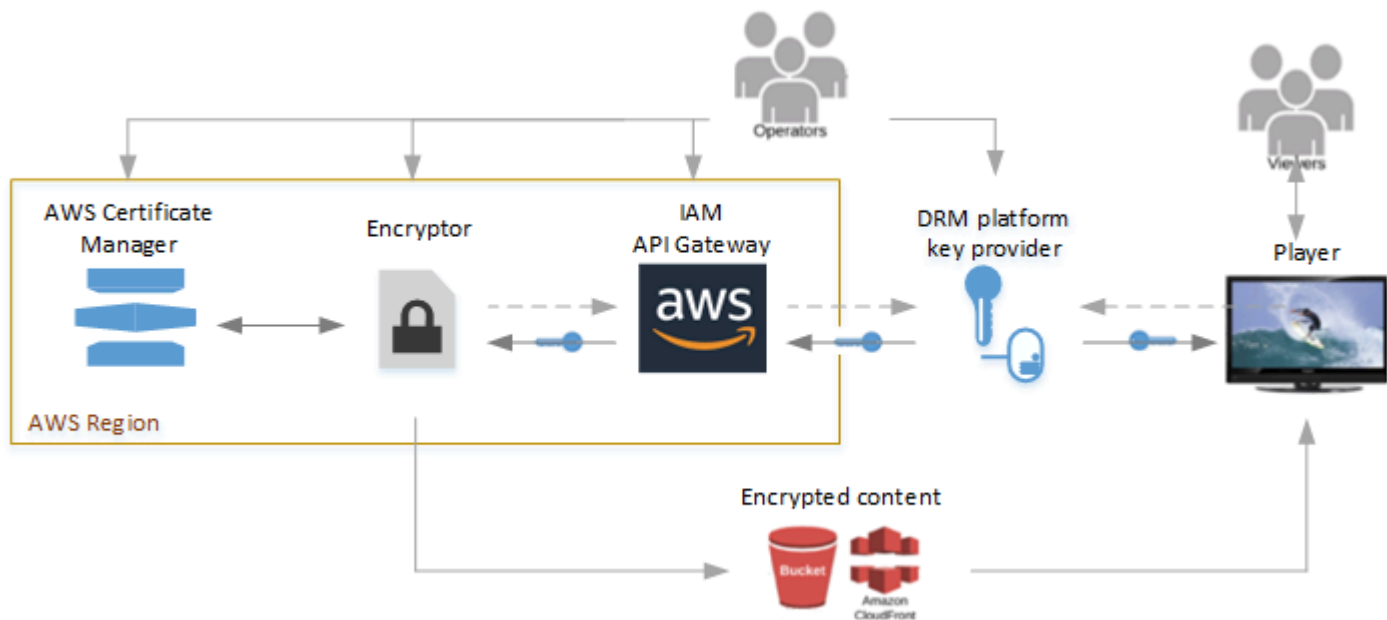 Operators
Viewers
AWS Certificate
Manager
Encryptor
IAM
API Gateway
aws
DRM platform
key provider
Player
AWS Region
Encrypted content
Bucket
Amazon
CloudFront